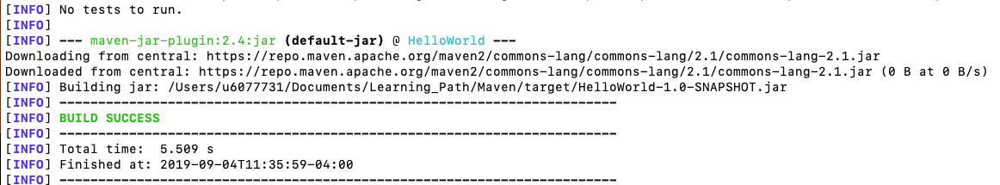 [INFO] No tests to run.
[INFO]
[INFO] --- maven-jar-plugin:2.4:jar (default-jar) @ HelloWorld ---
Downloading from central: https://repo.maven.apache.org/maven2/commons-lang/commons-lang/2.1/commons-lang-2.1.jar
Downloaded from central: https://repo.maven.apache.org/maven2/commons-lang/commons-lang/2.1/commons-lang-2.1.jar (0 B at 0 B/s)
[INFO] Building jar: /Users/u6077731/Documents/Learning_Path/Maven/target/HelloWorld-1.0-SNAPSHOT.jar
[INFO] ------------------------------------------------------------------------
[INFO] BUILD SUCCESS
[INFO] ------------------------------------------------------------------------
[INFO] Total time:  5.509 s
[INFO] Finished at: 2019-09-04T11:35:59-04:00
[INFO] ------------------------------------------------------------------------